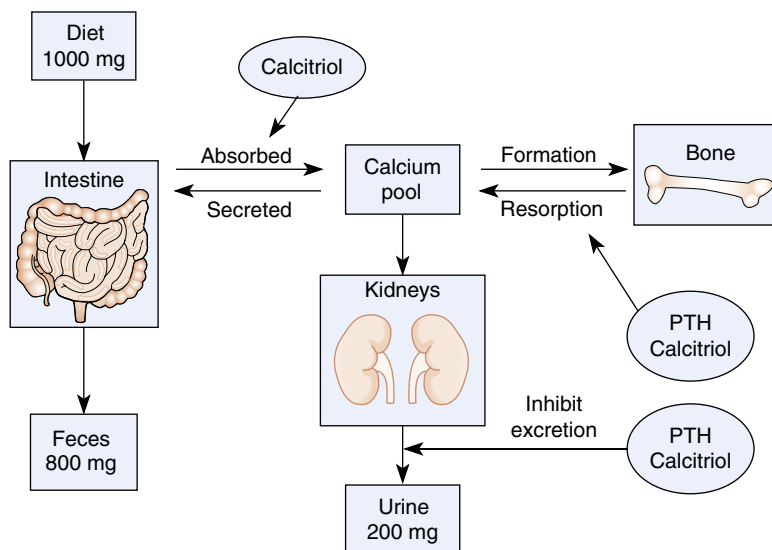 Diet
1000 mg
Calcitriol
Absorbed
Secreted
Calcium
pool
Formation
Resorption
Bone
Intestine
Kidneys
PTH
Calcitriol
Inhibit
excretion
PTH
Calcitriol
Feces
800 mg
Urine
200 mg